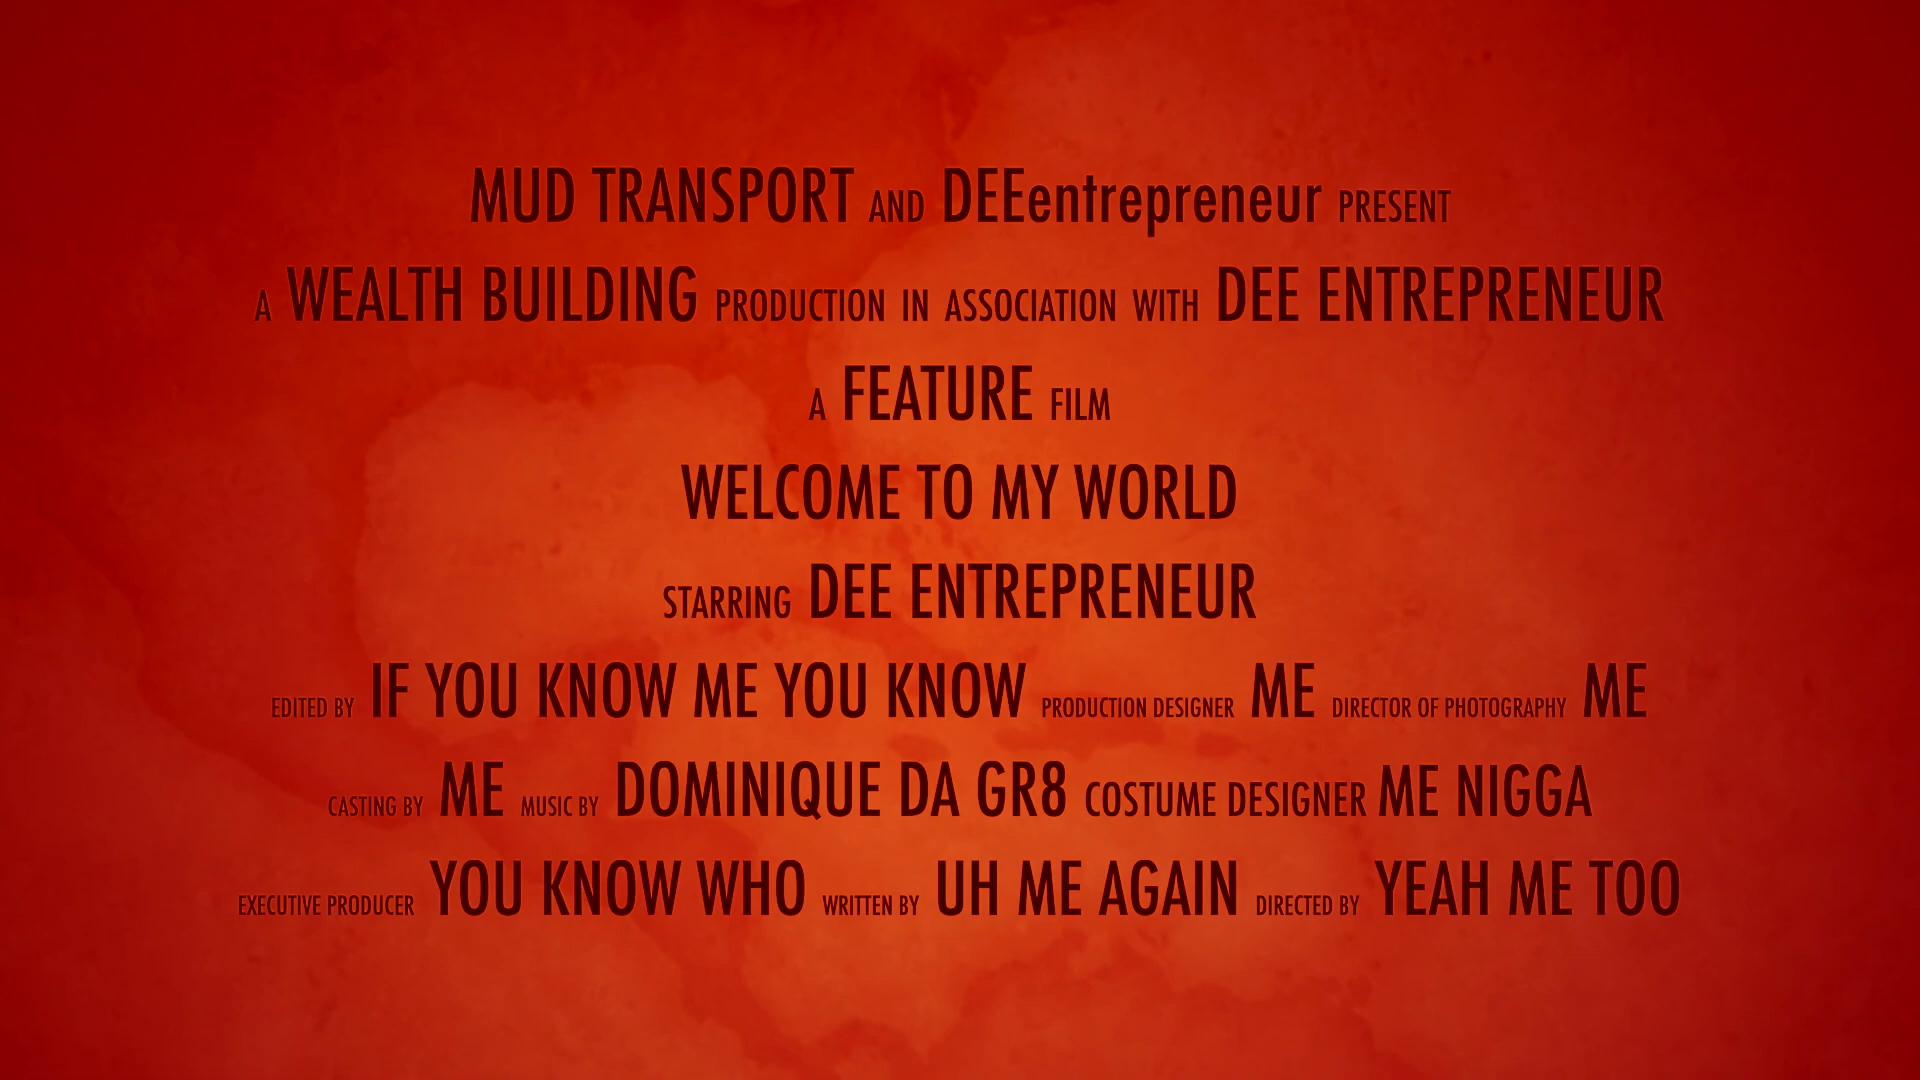 MUD TRANSPORT AND DEEentrepreneur PRESENT
A WEALTH BUILDING PRODUCTION IN ASSOCIATION WITH DEE ENTREPRENEUR
A FEATURE FILM
WELCOME TO MY WORLD
STARRING DEE ENTREPRENEUR
EDITED BY IF YOU KNOW ME YOU KNOW PRODUCTION DESIGNER ME DIRECTOR OF PHOTOGRAPHY ME
CASTING BY ME MUSIC BY DOMINIQUE DA GR8 COSTUME DESIGNER ME NIGGA
EXECUTIVE PRODUCER YOU KNOW WHO WRITTEN BY UH ME AGAIN DIRECTED BY YEAH ME TOO